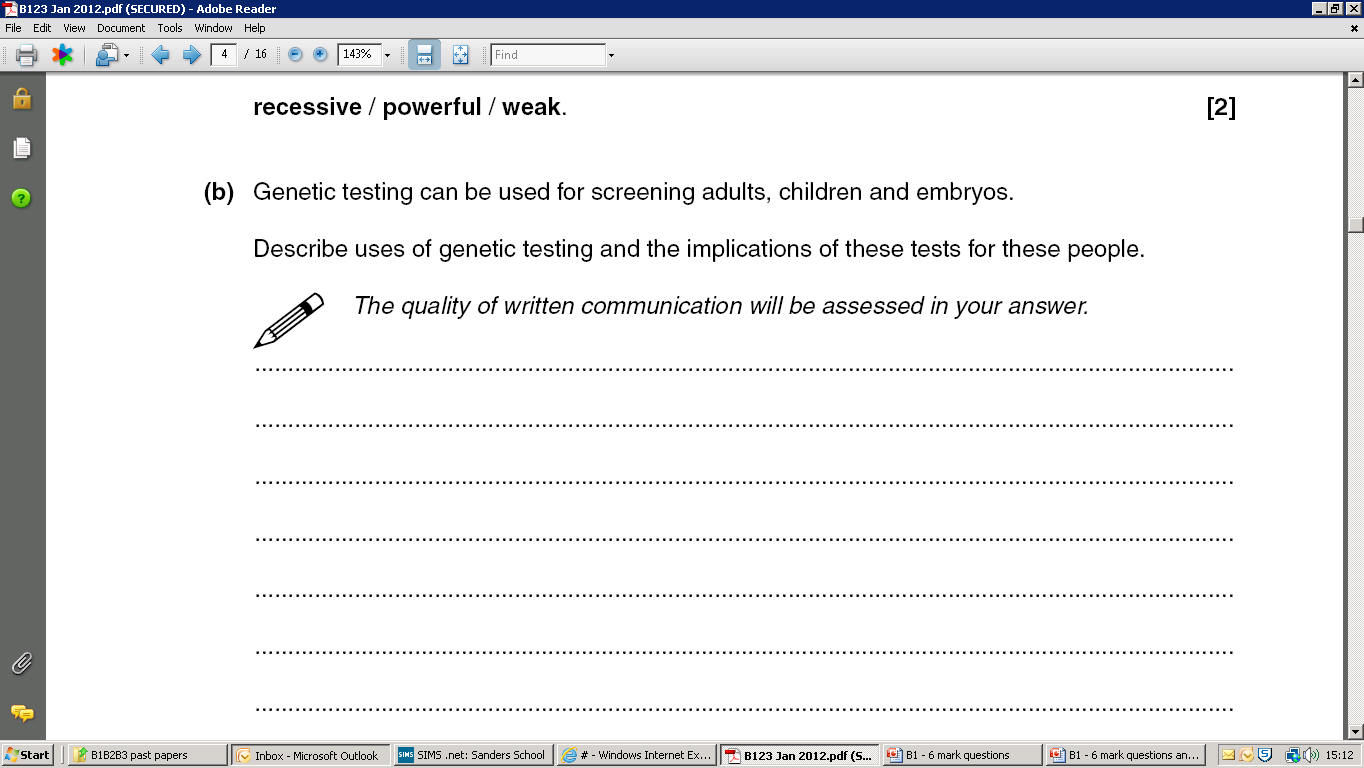 B123 Jan 2012.pdf (SECURED) - Adobe Reader
File Edit View Document Tools Window Help
4 / 16 143% Find
recessive / powerful / weak. [2]
(b) Genetic testing can be used for screening adults, children and embryos.
Describe uses of genetic testing and the implications of these tests for these people.
The quality of written communication will be assessed in your answer.
Start B1B2B3 past papers Inbox - Microsoft Outlook SIMS SIMS .net: Sanders School # - Windows Internet Ex... B123 Jan 2012.pdf (S... B1 - 6 mark questions B1 - 6 mark questions an... 15:12